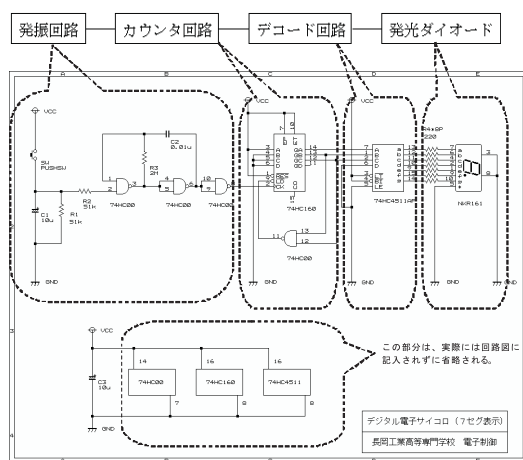 発振回路
カウンタ回路
デコード回路
発光ダイオード
A
B
C
D
E
VCC
VCC
VCC
SW
PUSHSW
C2
0.01u
R3
2M
R4x8P
220
R2
51k
C1
10u
R1
51k
74HC00
74HC00
74HC00
74HC160
74HC4511AP
NKR161
74HC00
GND
GND
GND
GND
3
VCC
この部分は、実際には回路図に
記入されずに省略される。
14
16
16
C3
10u
74HC00
74HC160
74HC4511
7
8
8
GND
4
デジタル電子サイコロ(7セグ表示)
長岡工業高等専門学校 電子制御